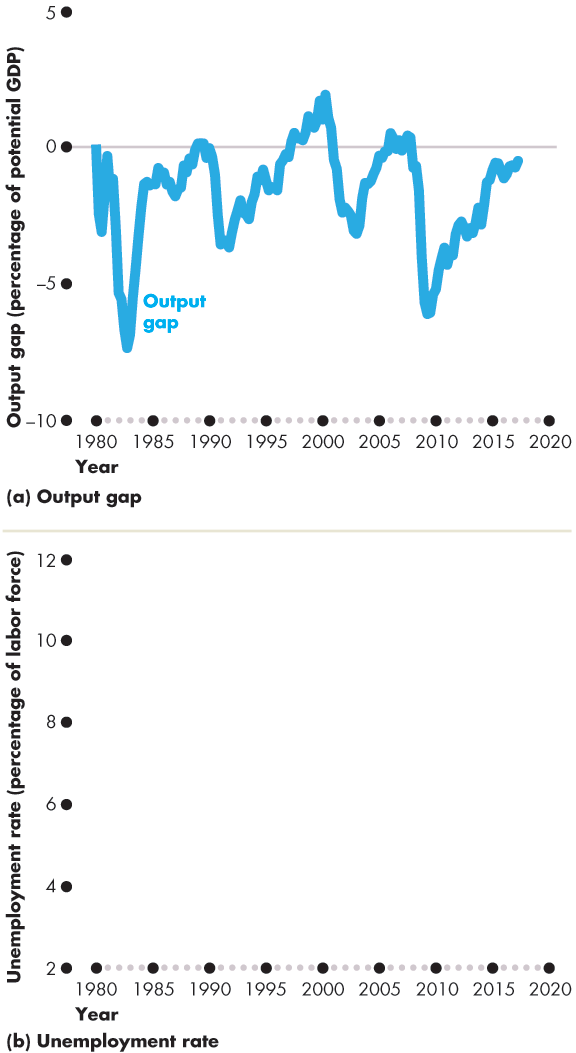 Output gap (percentage of potential GDP)
5
0
–5
–10
Output
gap
1980 1985 1990 1995 2000 2005 2010 2015 2020
Year
(a) Output gap
Unemployment rate (percentage of labor force)
12
10
8
6
4
2
1980 1985 1990 1995 2000 2005 2010 2015 2020
Year
(b) Unemployment rate